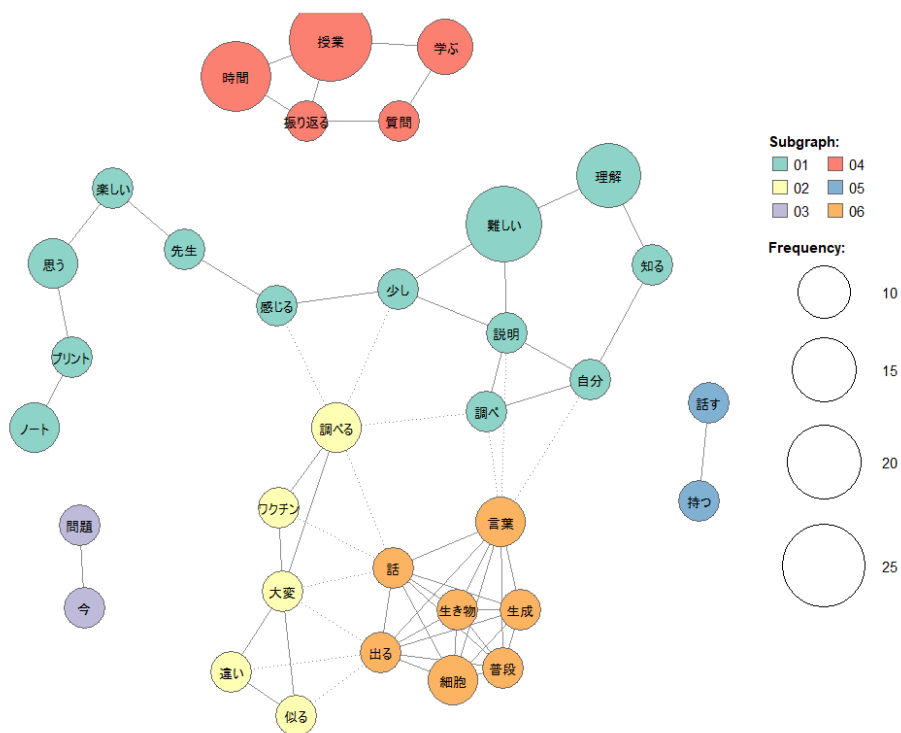 授業
学ぶ
時間
振り返る
質問
理解
楽しい
難しい
先生
思う
知る
少し
感じる
説明
プリント
自分
調べ
ノート
調べる
話す
持つ
ワクチン
言葉
問題
話
大変
今
生き物
生成
出る
違い
細胞
普段
似る
Subgraph:
01 04
02 05
03 06
Frequency:
10
15
20
25